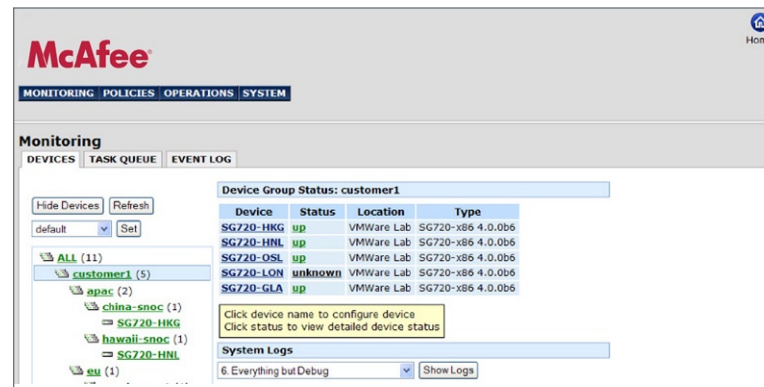 Hom
McAfee
MONITORING POLICIES OPERATIONS SYSTEM
Monitoring
DEVICES TASK QUEUE EVENT LOG
Hide Devices Refresh
default Set
ALL (11)
customer1 (5)
apac (2)
china-snoc (1)
SG720-HKG
hawaii-snoc (1)
SG720-HNL
eu (1)
Device Group Status: customer1
Device Status Location Type
SG720-HKG up VMWare Lab SG720-x86 4.0.0b6
SG720-HNL up VMWare Lab SG720-x86 4.0.0b6
SG720-OSL up VMWare Lab SG720-x86 4.0.0b6
SG720-LON unknown VMWare Lab SG720-x86 4.0.0b6
SG720-GLA up VMWare Lab SG720-x86 4.0.0b6
Click device name to configure device
Click status to view detailed device status
System Logs
6. Everything but Debug Show Logs